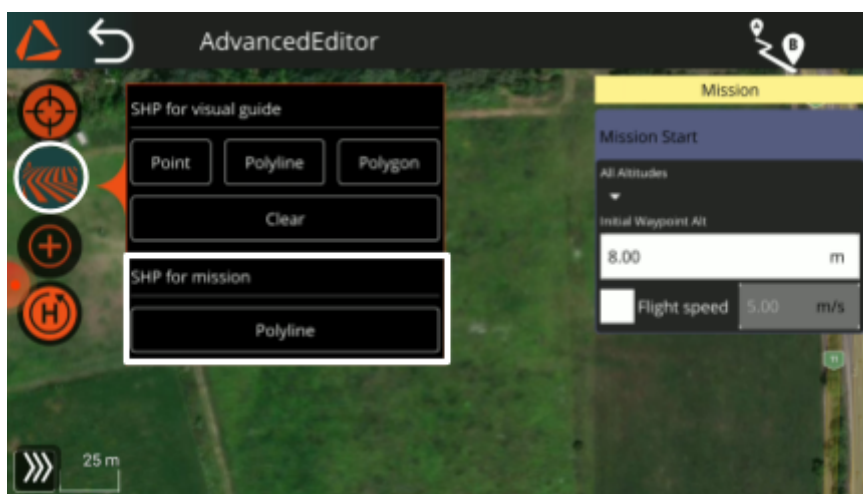 AdvancedEditor
A
B
SHP for visual guide
Point Polyline Polygon
Clear
SHP for mission
Polyline
H
25 m
Mission
Mission Start
All Altitudes
Initial Waypoint Alt
8.00 m
Flight speed 5.00 m/s
11